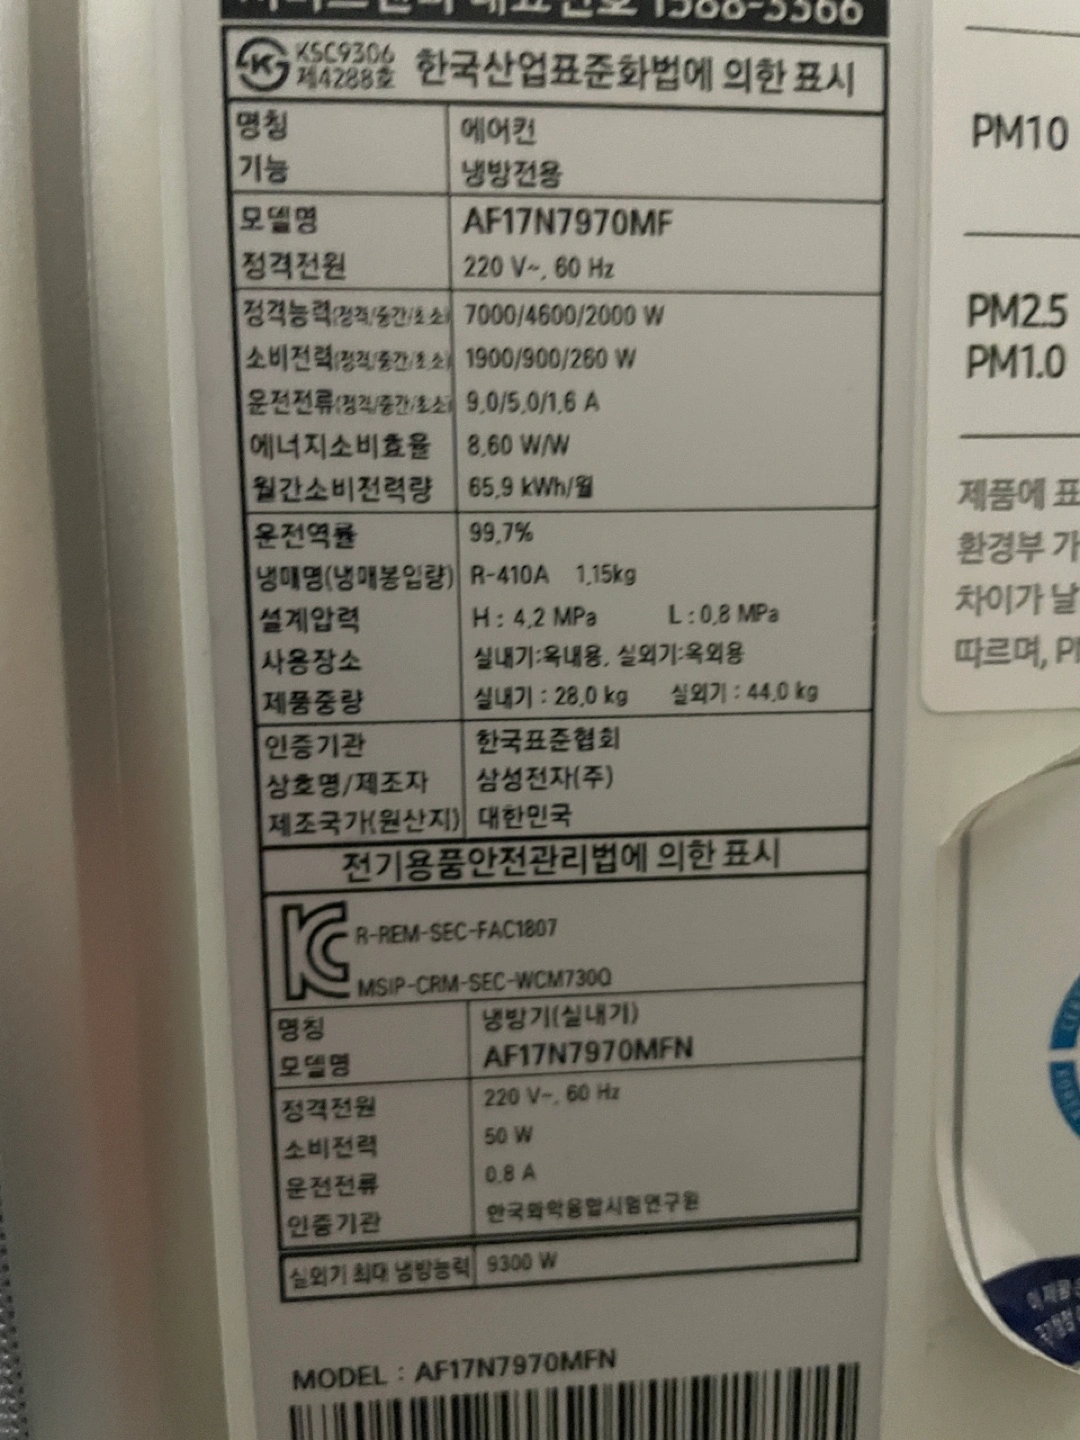 대표번호 1588-3366
KSC9306
제4288호
한국산업표준화법에 의한 표시
명칭 에어컨
기능 냉방전용
모델명 AF17N7970MF
정격전원 220 V~, 60 Hz
정격능력(정격/중간/최소) 7000/4600/2000 W
소비전력(정격/중간/최소) 1900/900/260 W
운전전류(정격/중간/최소) 9.0/5.0/1.6 A
에너지소비효율 8.60 W/W
월간소비전력량 65.9 kWh/월
운전역률 99.7%
냉매명(냉매봉입량) R-410A 1.15kg
설계압력 H : 4.2 MPa L : 0.8 MPa
사용장소 실내기:옥내용, 실외기:옥외용
제품중량 실내기 : 28.0 kg 실외기 : 44.0 kg
인증기관 한국표준협회
상호명/제조자 삼성전자(주)
제조국가(원산지) 대한민국
전기용품안전관리법에 의한 표시
R-REM-SEC-FAC1807
MSIP-CRM-SEC-WCM730Q
명칭 냉방기(실내기)
모델명 AF17N7970MFN
정격전원 220 V~, 60 Hz
소비전력 50 W
운전전류 0.8 A
인증기관 한국화학융합시험연구원
실외기 최대 냉방능력 9300 W
MODEL : AF17N7970MFN
PM10
PM2.5
PM1.0
제품에
환경부
차이가 날
따르며,